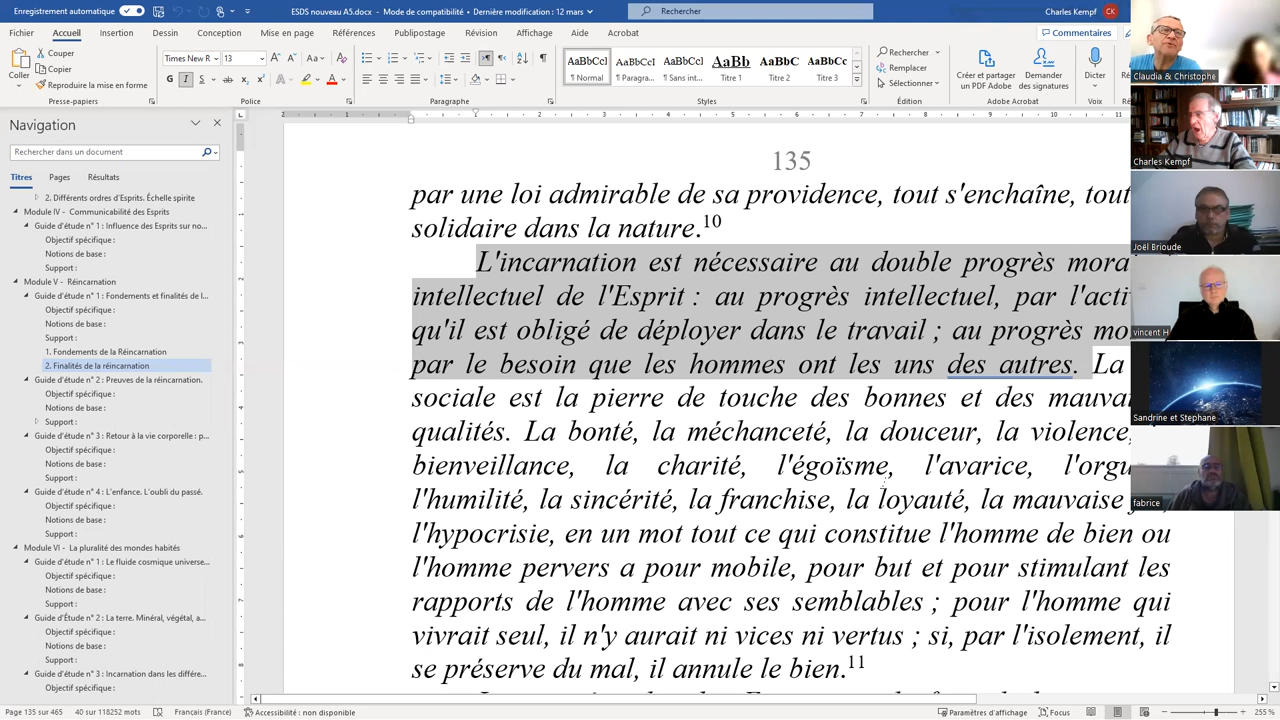 Enregistrement automatique
ESDS nouveau A5.docx - Mode de compatibilité • Dernière modification : 12 mars
Rechercher
Charles Kempf
CK
Fichier Accueil Insertion Dessin Conception Mise en page Références Publipostage Révision Affichage Aide Acrobat
Commentaires
Coller
Couper
Copier
Reproduire la mise en forme
Presse-papiers
Times New R
13
G I S
Police
Paragraphe
AaBbCcI
¶ Normal
AaBbCcI
¶ Paragra...
AaBbCcI
¶ Sans int...
AaBb
Titre 1
AaBbC
Titre 2
AaBbCc
Titre 3
Styles
Rechercher
Remplacer
Sélectionner
Édition
Créer et partager
un PDF Adobe
Demander
des signatures
Adobe Acrobat
Dicter
Voix
Navigation
Rechercher dans un document
Titres Pages Résultats
2. Différents ordres d'Esprits. Échelle spirite
Module IV - Communicabilité des Esprits
Guide d'étude n° 1 : Influence des Esprits sur no...
Objectif spécifique :
Notions de base :
Support :
Module V - Réincarnation
Guide d'étude n° 1 : Fondements et finalités de l...
Objectif spécifique :
Notions de base :
Support :
1. Fondements de la Réincarnation
2. Finalités de la réincarnation
Guide d'étude n° 2 : Preuves de la réincarnation.
Objectif spécifique :
Notions de base :
Support :
Guide d'étude n° 3 : Retour à la vie corporelle : p...
Objectif spécifique :
Notions de base :
Support :
Guide d'étude n° 4 : L'enfance. L'oubli du passé.
Objectif spécifique :
Notions de base :
Support :
Module VI - La pluralité des mondes habités
Guide d'étude n° 1 : Le fluide cosmique universe...
Objectif spécifique :
Notions de base :
Support :
Guide d'Étude n° 2 : La terre. Minéral, végétal, a...
Objectif spécifique :
Notions de base :
Support :
Guide d'étude n° 3 : Incarnation dans les différe...
Objectif spécifique :
135
par une loi admirable de sa providence, tout s'enchaîne, tout
solidaire dans la nature.10
L'incarnation est nécessaire au double progrès mora
intellectuel de l'Esprit : au progrès intellectuel, par l'acti
qu'il est obligé de déployer dans le travail ; au progrès mo
par le besoin que les hommes ont les uns des autres. La
sociale est la pierre de touche des bonnes et des mauva
qualités. La bonté, la méchanceté, la douceur, la violence,
bienveillance, la charité, l'égoïsme, l'avarice, l'orgu
l'humilité, la sincérité, la franchise, la loyauté, la mauvaise
l'hypocrisie, en un mot tout ce qui constitue l'homme de bien ou
l'homme pervers a pour mobile, pour but et pour stimulant les
rapports de l'homme avec ses semblables ; pour l'homme qui
vivrait seul, il n'y aurait ni vices ni vertus ; si, par l'isolement, il
se préserve du mal, il annule le bien.11
Claudia & Christophe
Charles Kempf
Joël Brioude
vincent H
Sandrine et Stephane
fabrice
Page 135 sur 465 40 sur 118252 mots Français (France) Accessibilité : non disponible
Paramètres d'affichage Focus 255 %